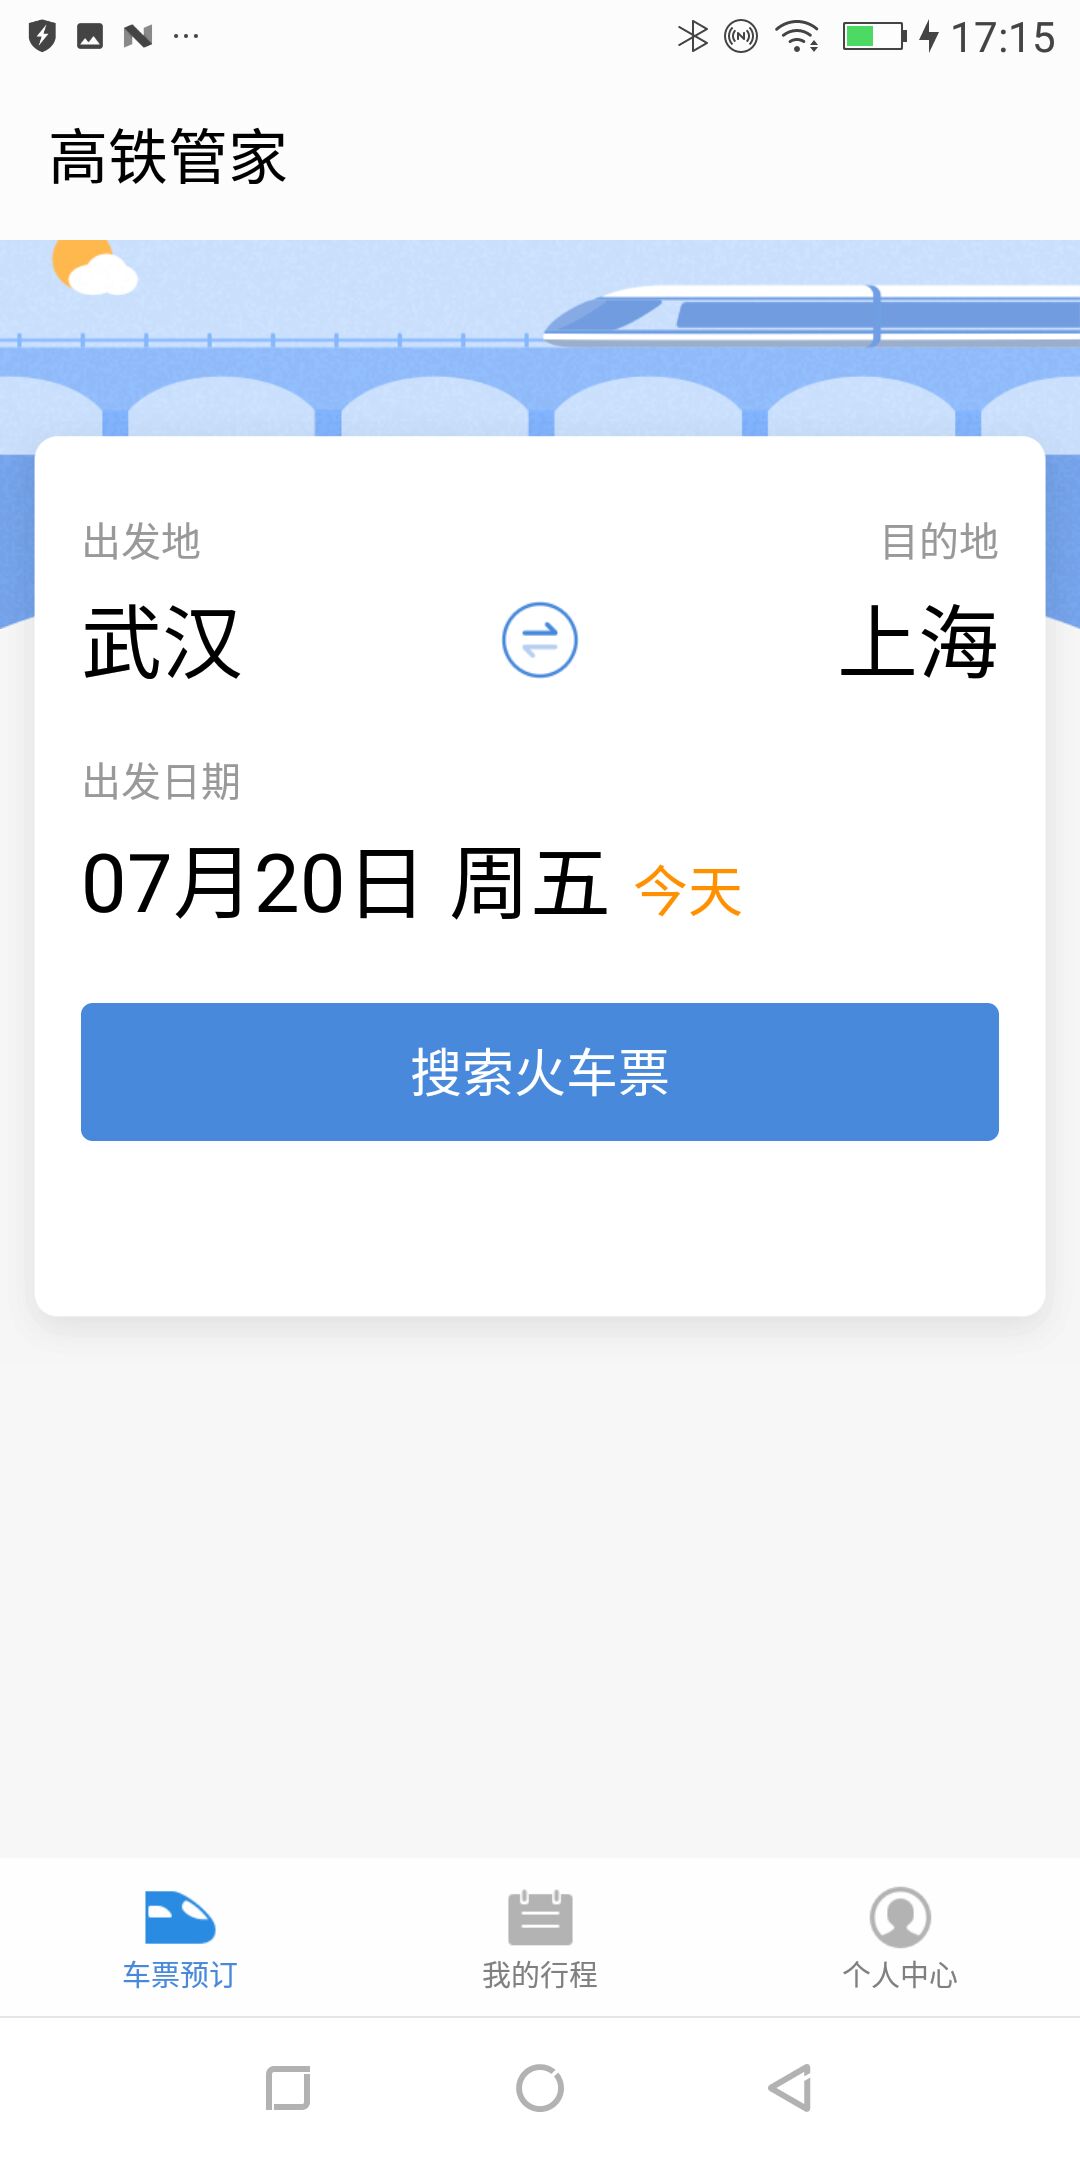 17:15
高铁管家
出发地 目的地
武汉 上海
出发日期
07月20日 周五 今天
搜索火车票
车票预订 我的行程 个人中心